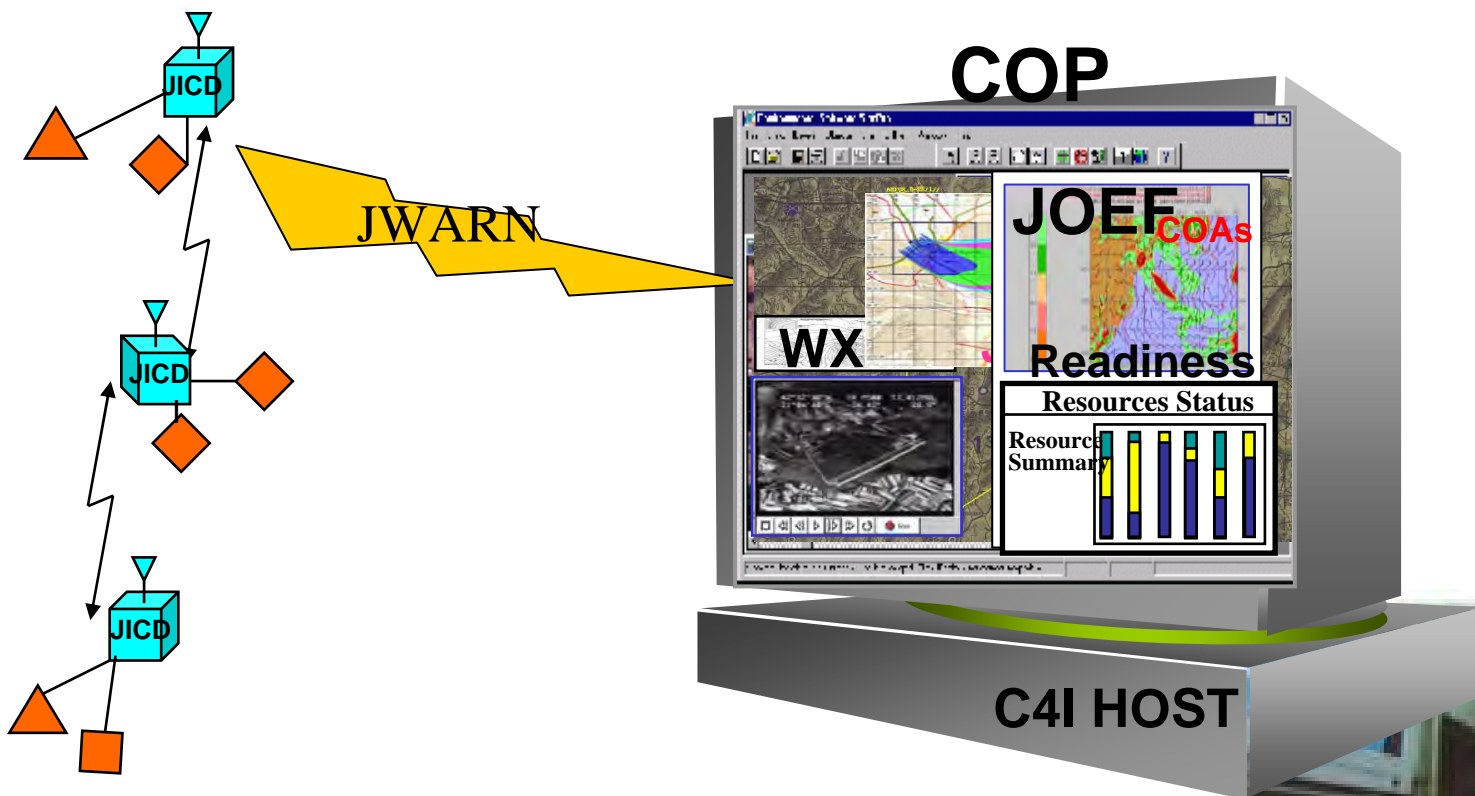 COP
JICD
JWARN
JOEF
COAs
WX
Readiness
JICD
Resources Status
Resource
Summary
JICD
C4I HOST